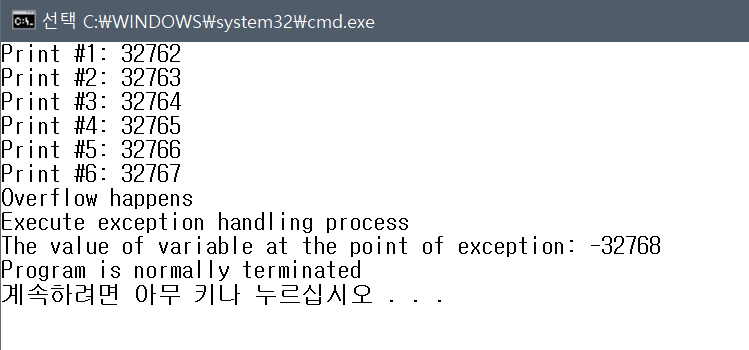 선택 C:₩WINDOWS₩system32₩cmd.exe
Print #1: 32762
Print #2: 32763
Print #3: 32764
Print #4: 32765
Print #5: 32766
Print #6: 32767
Overflow happens
Execute exception handling process
The value of variable at the point of exception: -32768
Program is normally terminated
계속하려면 아무 키나 누르십시오 . . .